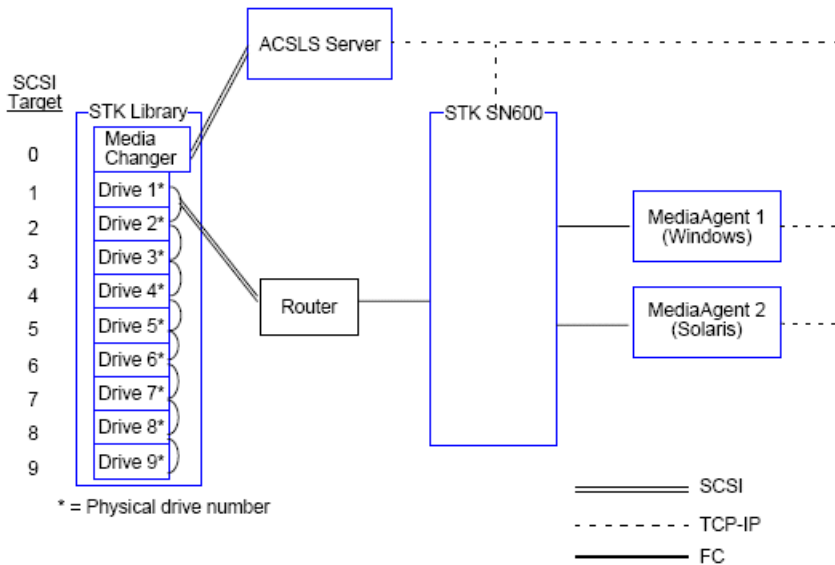 ACSLS Server
SCSI
Target
STK Library
STK SN600
Media
Changer
0
Drive 1*
1
Drive 2*
2
Drive 3*
3
Drive 4*
4
Drive 5*
5
Drive 6*
6
Drive 7*
7
Drive 8*
8
Drive 9*
9
Router
MediaAgent 1
(Windows)
MediaAgent 2
(Solaris)
* = Physical drive number
SCSI
TCP-IP
FC